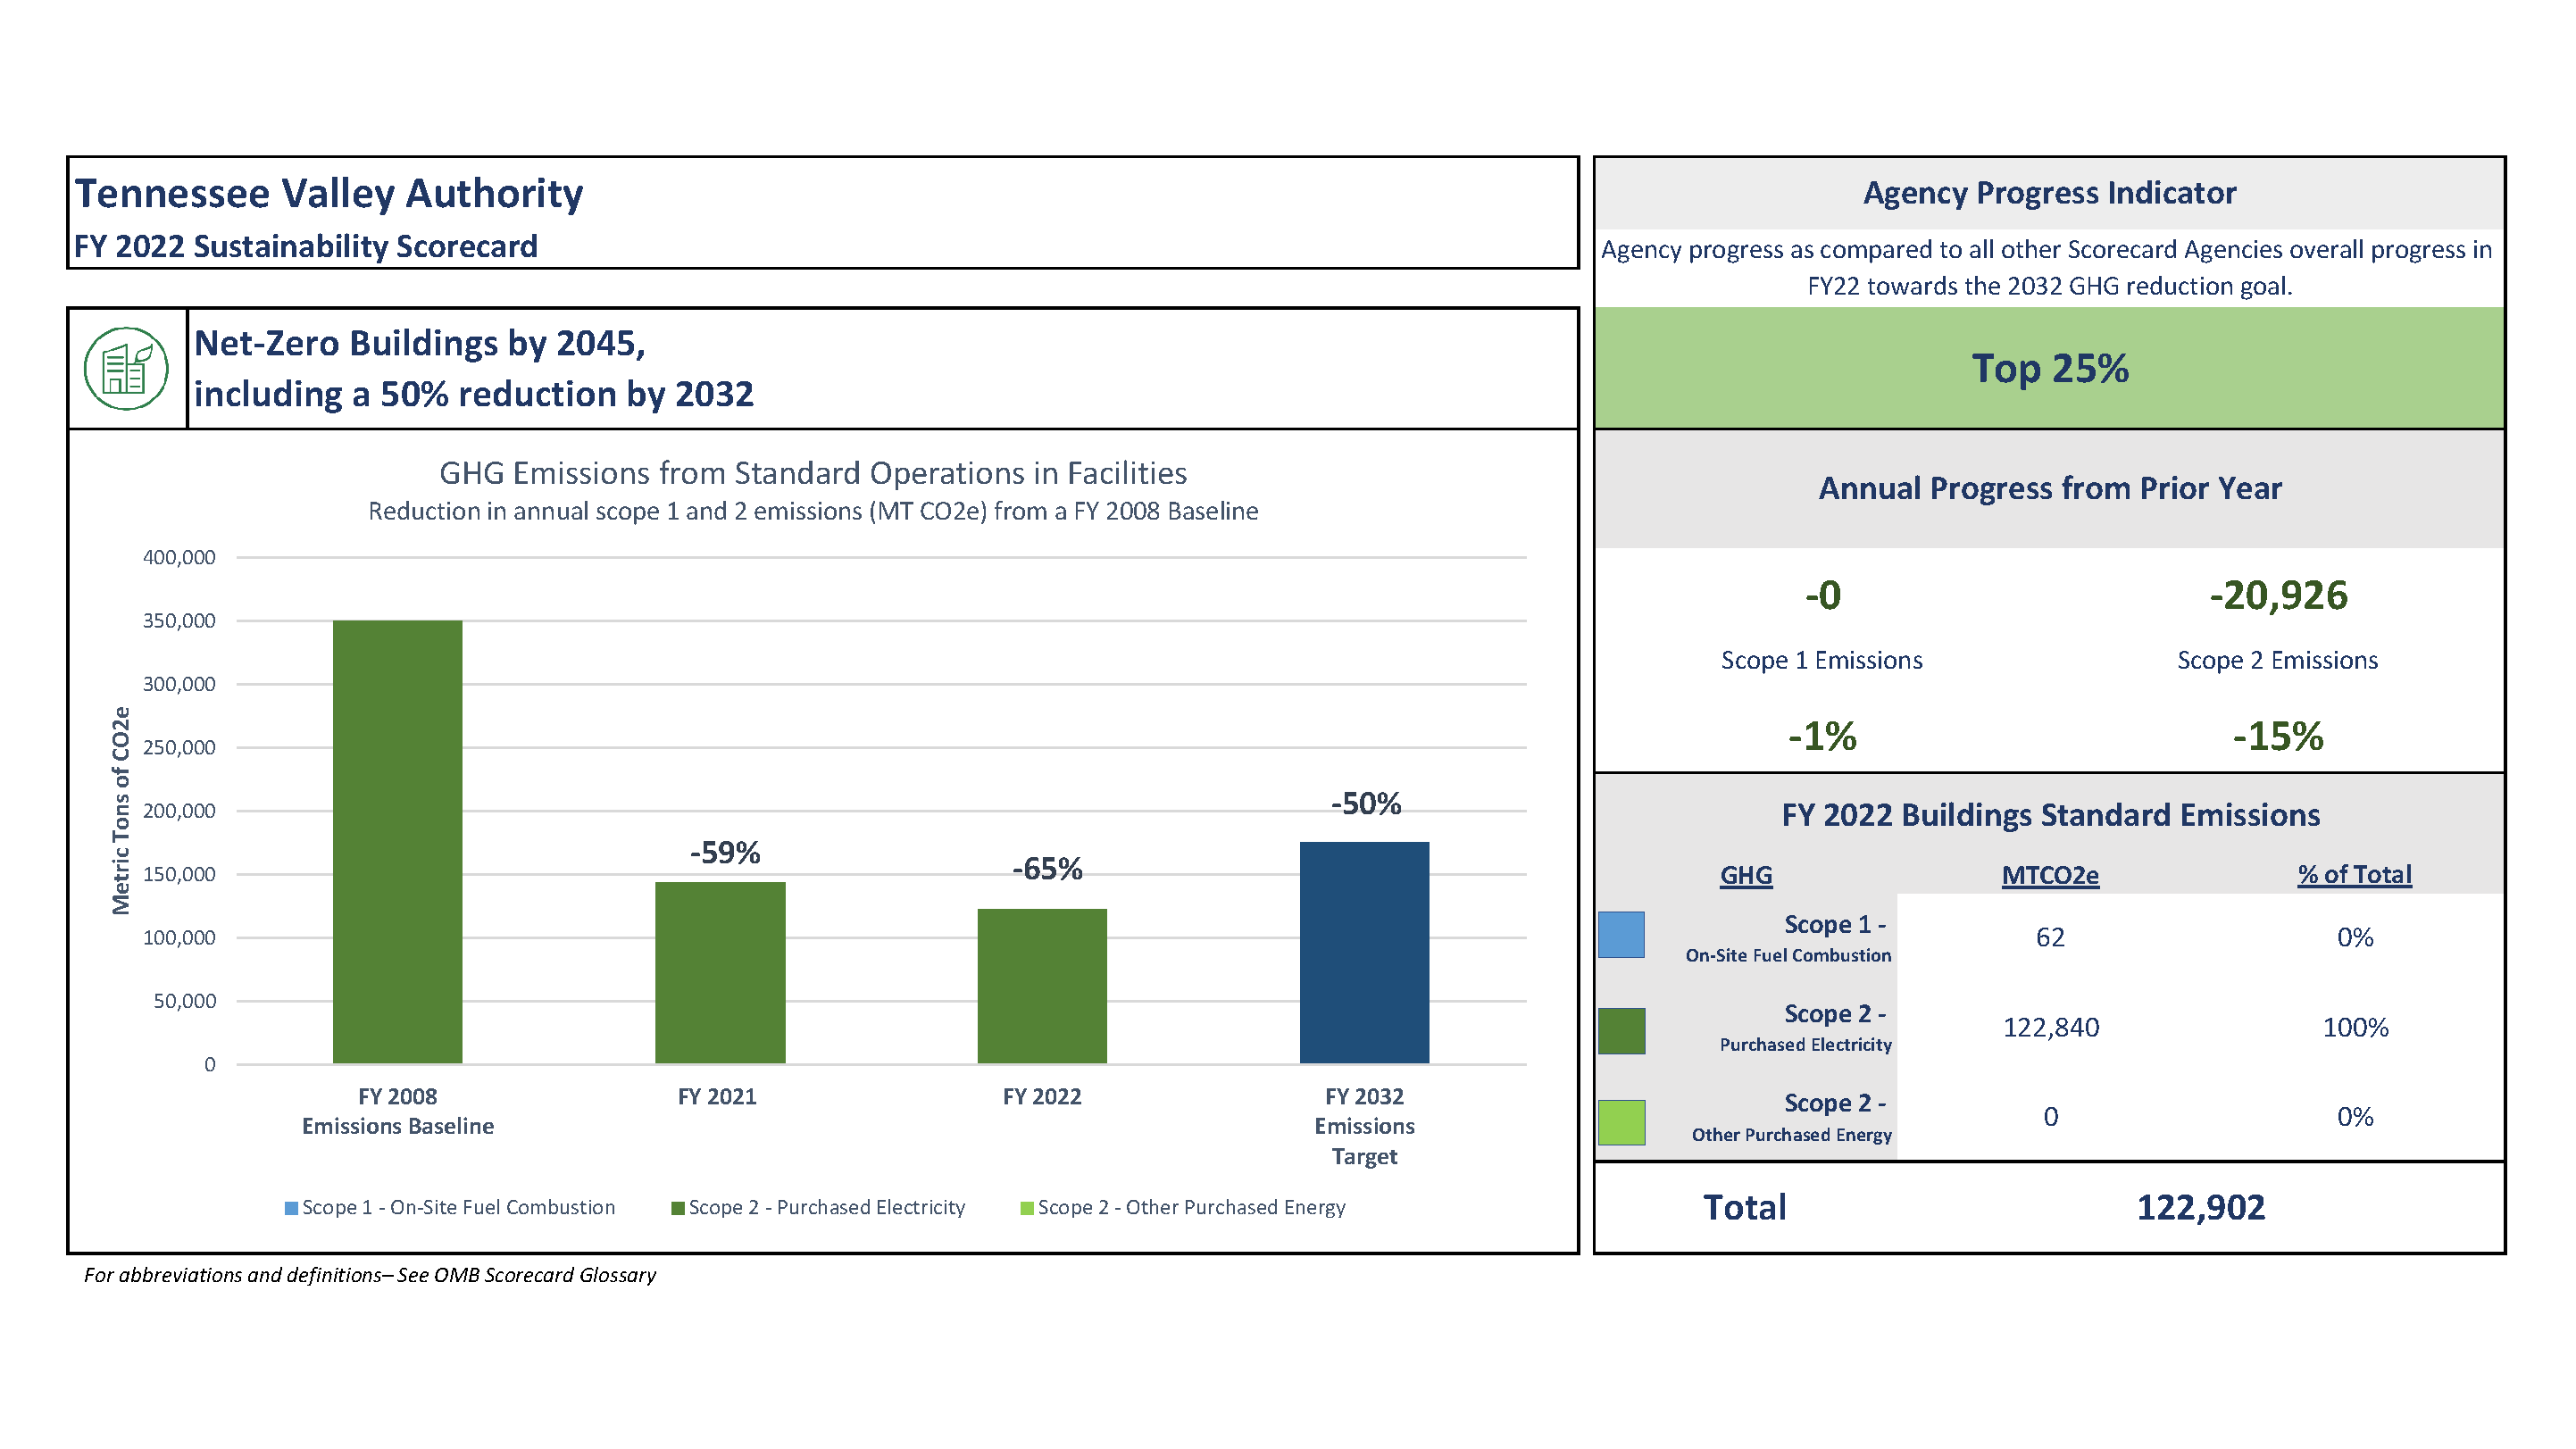 Tennessee Valley Authority
FY 2022 Sustainability Scorecard
Net-Zero Buildings by 2045,
including a 50% reduction by 2032
GHG Emissions from Standard Operations in Facilities
Reduction in annual scope 1 and 2 emissions (MT CO2e) from a FY 2008 Baseline
Metric Tons of CO2e
400,000
350,000
300,000
250,000
200,000
150,000
100,000
50,000
0
-59%
-65%
-50%
FY 2008
Emissions Baseline
FY 2021
FY 2022
FY 2032
Emissions
Target
Scope 1 - On-Site Fuel Combustion
Scope 2 - Purchased Electricity
Scope 2 - Other Purchased Energy
For abbreviations and definitions– See OMB Scorecard Glossary
Agency Progress Indicator
Agency progress as compared to all other Scorecard Agencies overall progress in
FY22 towards the 2032 GHG reduction goal.
Top 25%
Annual Progress from Prior Year
-0 -20,926
Scope 1 Emissions Scope 2 Emissions
-1% -15%
FY 2022 Buildings Standard Emissions
GHG MTCO2e % of Total
Scope 1 -
On-Site Fuel Combustion
62 0%
Scope 2 -
Purchased Electricity
122,840 100%
Scope 2 -
Other Purchased Energy
0 0%
Total 122,902